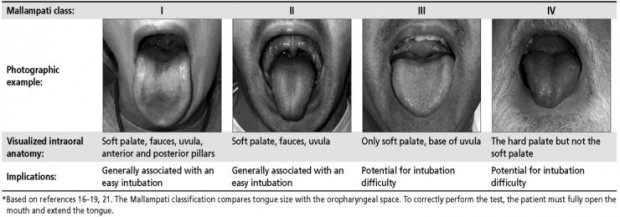 Mallampati class: I II III IV
Photographic
example:
Visualized intraoral
anatomy:
Soft palate, fauces, uvula,
anterior and posterior pillars
Soft palate, fauces, uvula
Only soft palate, base of uvula
The hard palate but not the
soft palate
Implications:
Generally associated with an
easy intubation
Generally associated with an
easy intubation
Potential for intubation
difficulty
Potential for intubation
difficulty
*Based on references 16–19, 21. The Mallampati classification compares tongue size with the oropharyngeal space. To correctly perform the test, the patient must fully open the
mouth and extend the tongue.